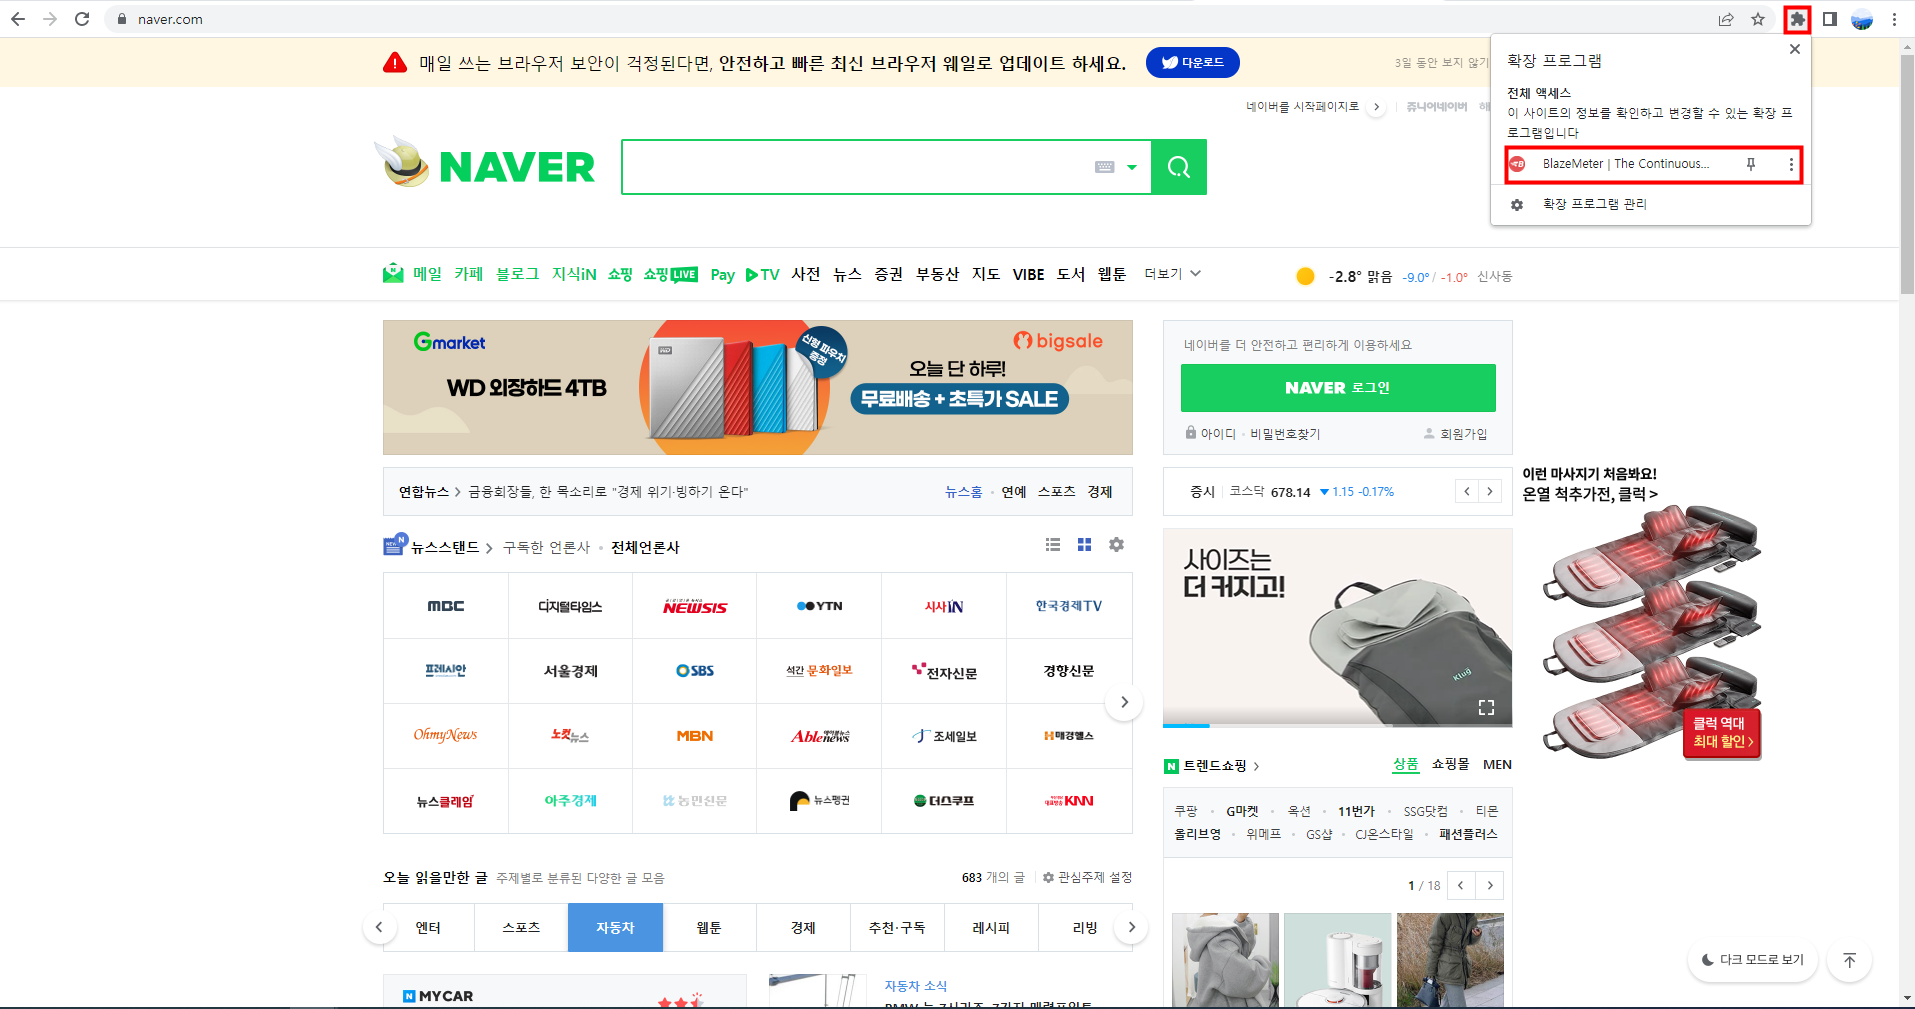 naver.com
매일 쓰는 브라우저 보안이 걱정된다면, 안전하고 빠른 최신 브라우저 웨일로 업데이트 하세요.
다운로드
3일 동안 보지 않기
확장 프로그램
전체 액세스
이 사이트의 정보를 확인하고 변경할 수 있는 확장 프
로그램입니다
BlazeMeter | The Continuous...
확장 프로그램 관리
네이버를 시작페이지로
쥬니어네이버
해
NAVER
메일 카페 블로그 지식iN 쇼핑 쇼핑LIVE Pay TV 사전 뉴스 증권 부동산 지도 VIBE 도서 웹툰 더보기
-2.8° 맑음 -9.0° / -1.0° 신사동
Gmarket
WD 외장하드 4TB
WD
신형 파우치
증정
bigsale
오늘 단 하루!
무료배송 + 초특가 SALE
네이버를 더 안전하고 편리하게 이용하세요
NAVER 로그인
아이디 · 비밀번호찾기
회원가입
연합뉴스 > 금융회장들, 한 목소리로 "경제 위기·빙하기 온다"
뉴스홈 · 연예 스포츠 경제
증시 코스닥 678.14 ▼ 1.15 -0.17%
이런 마사지기 처음봐요!
온열 척추가전, 클럭 >
클럭 역대
최대 할인 >
NEW
N
뉴스스탠드 > 구독한 언론사 · 전체언론사
MBC 디지털타임스 NEWSIS YTN 시사IN 한국경제TV
프레시안 서울경제 SBS 석간 문화일보 전자신문 경향신문
OhmyNews 노컷뉴스 MBN Ablenews 조세일보 매경헬스
뉴스클레임 아주경제 농민신문 뉴스펭귄 더스쿠프 KNN
사이즈는
더 커지고!
Klug
N 트렌드쇼핑 >
상품 쇼핑몰 MEN
쿠팡 · G마켓 · 옥션 · 11번가 · SSG닷컴 · 티몬
올리브영 · 위메프 · GS샵 · CJ온스타일 · 패션플러스
1 / 18
오늘 읽을만한 글 주제별로 분류된 다양한 글 모음
683 개의 글 관심주제 설정
엔터 스포츠 자동차 웹툰 경제 추천·구독 레시피 리빙
N MYCAR
자동차 소식
다크 모드로 보기